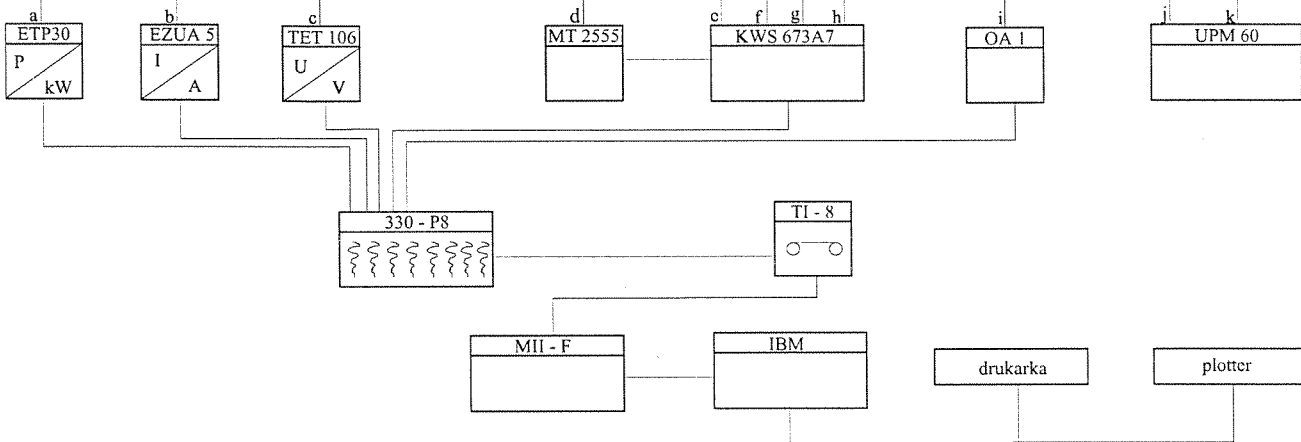 a b c d e f g h i j k
ETP30 EZUA 5 TET 106 MT 2555 KWS 673A7 OA 1 UPM 60
P I U
kW A V
330 - P8 TI - 8
MII - F IBM
drukarka plotter